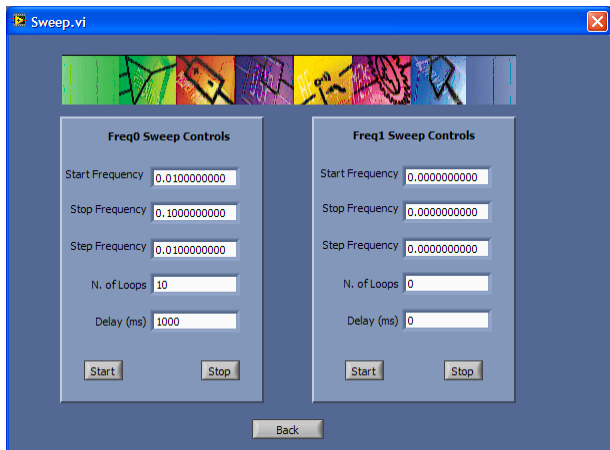 Sweep.vi
Freq0 Sweep Controls
Start Frequency 0.0100000000
Stop Frequency 0.1000000000
Step Frequency 0.0100000000
N. of Loops 10
Delay (ms) 1000
Start Stop
Freq1 Sweep Controls
Start Frequency 0.0000000000
Stop Frequency 0.0000000000
Step Frequency 0.0000000000
N. of Loops 0
Delay (ms) 0
Start Stop
Back